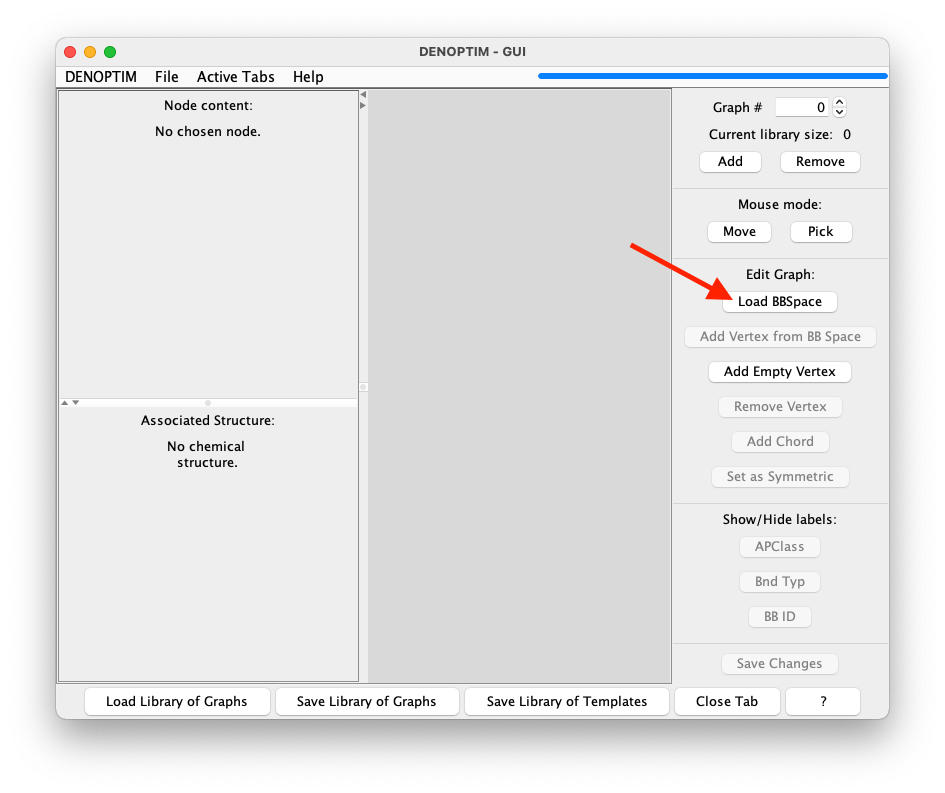 DENOPTIM - GUI
DENOPTIM File Active Tabs Help
Node content:
No chosen node.
Associated Structure:
No chemical
structure.
Graph # 0
Current library size: 0
Add Remove
Mouse mode:
Move Pick
Edit Graph:
Load BBSpace
Add Vertex from BB Space
Add Empty Vertex
Remove Vertex
Add Chord
Set as Symmetric
Show/Hide labels:
APClass
Bnd Typ
BB ID
Save Changes
Load Library of Graphs Save Library of Graphs Save Library of Templates Close Tab ?